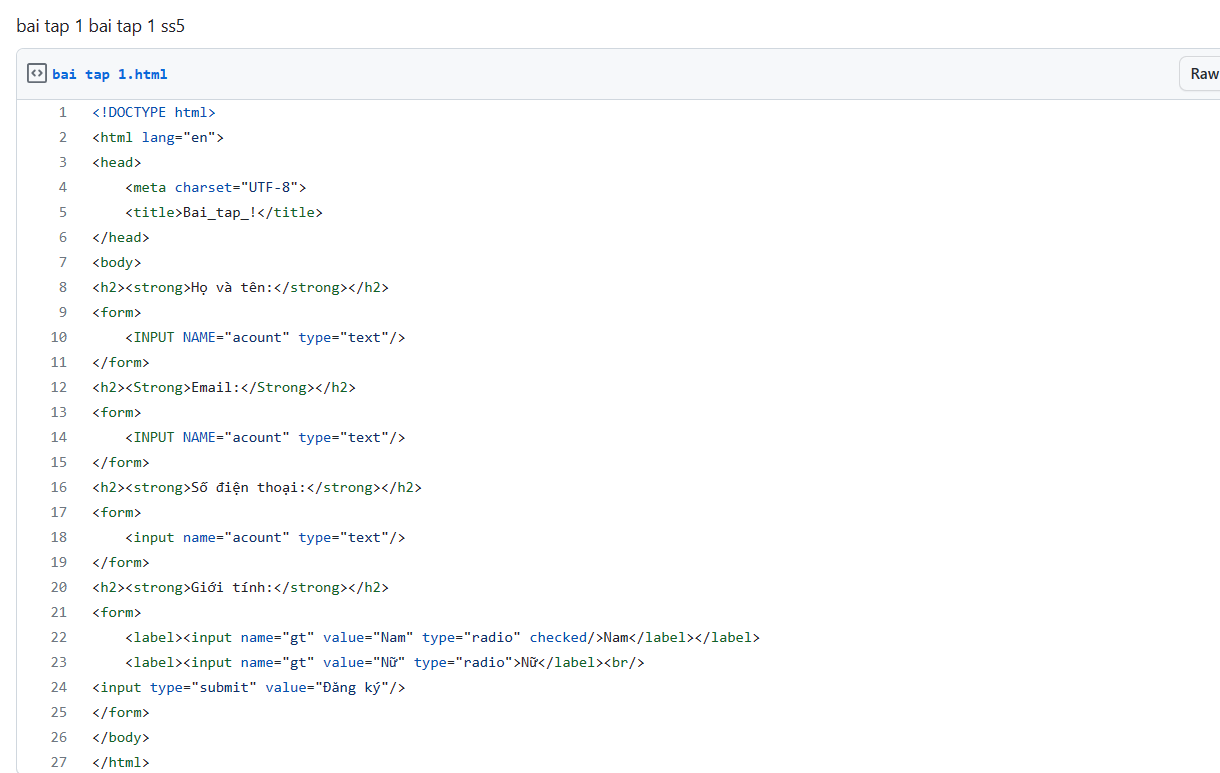 bai tap 1 bai tap 1 ss5
bai tap 1.html
Raw
1 <!DOCTYPE html>
2 <html lang="en">
3 <head>
4     <meta charset="UTF-8">
5     <title>Bai_tap_!</title>
6 </head>
7 <body>
8 <h2><strong>Họ và tên:</strong></h2>
9 <form>
10     <INPUT NAME="acount" type="text"/>
11 </form>
12 <h2><Strong>Email:</Strong></h2>
13 <form>
14     <INPUT NAME="acount" type="text"/>
15 </form>
16 <h2><strong>Số điện thoại:</strong></h2>
17 <form>
18     <input name="acount" type="text"/>
19 </form>
20 <h2><strong>Giới tính:</strong></h2>
21 <form>
22     <label><input name="gt" value="Nam" type="radio" checked/>Nam</label></label>
23     <label><input name="gt" value="Nữ" type="radio">Nữ</label><br/>
24 <input type="submit" value="Đăng ký"/>
25 </form>
26 </body>
27 </html>